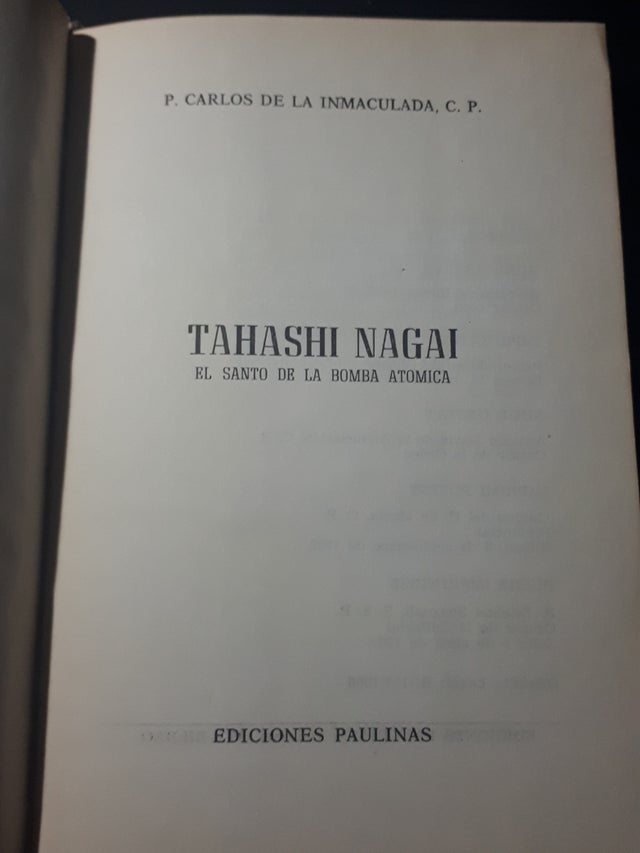 P. CARLOS DE LA INMACULADA, C. P.
TAHASHI NAGAI
EL SANTO DE LA BOMBA ATOMICA
EDICIONES PAULINAS